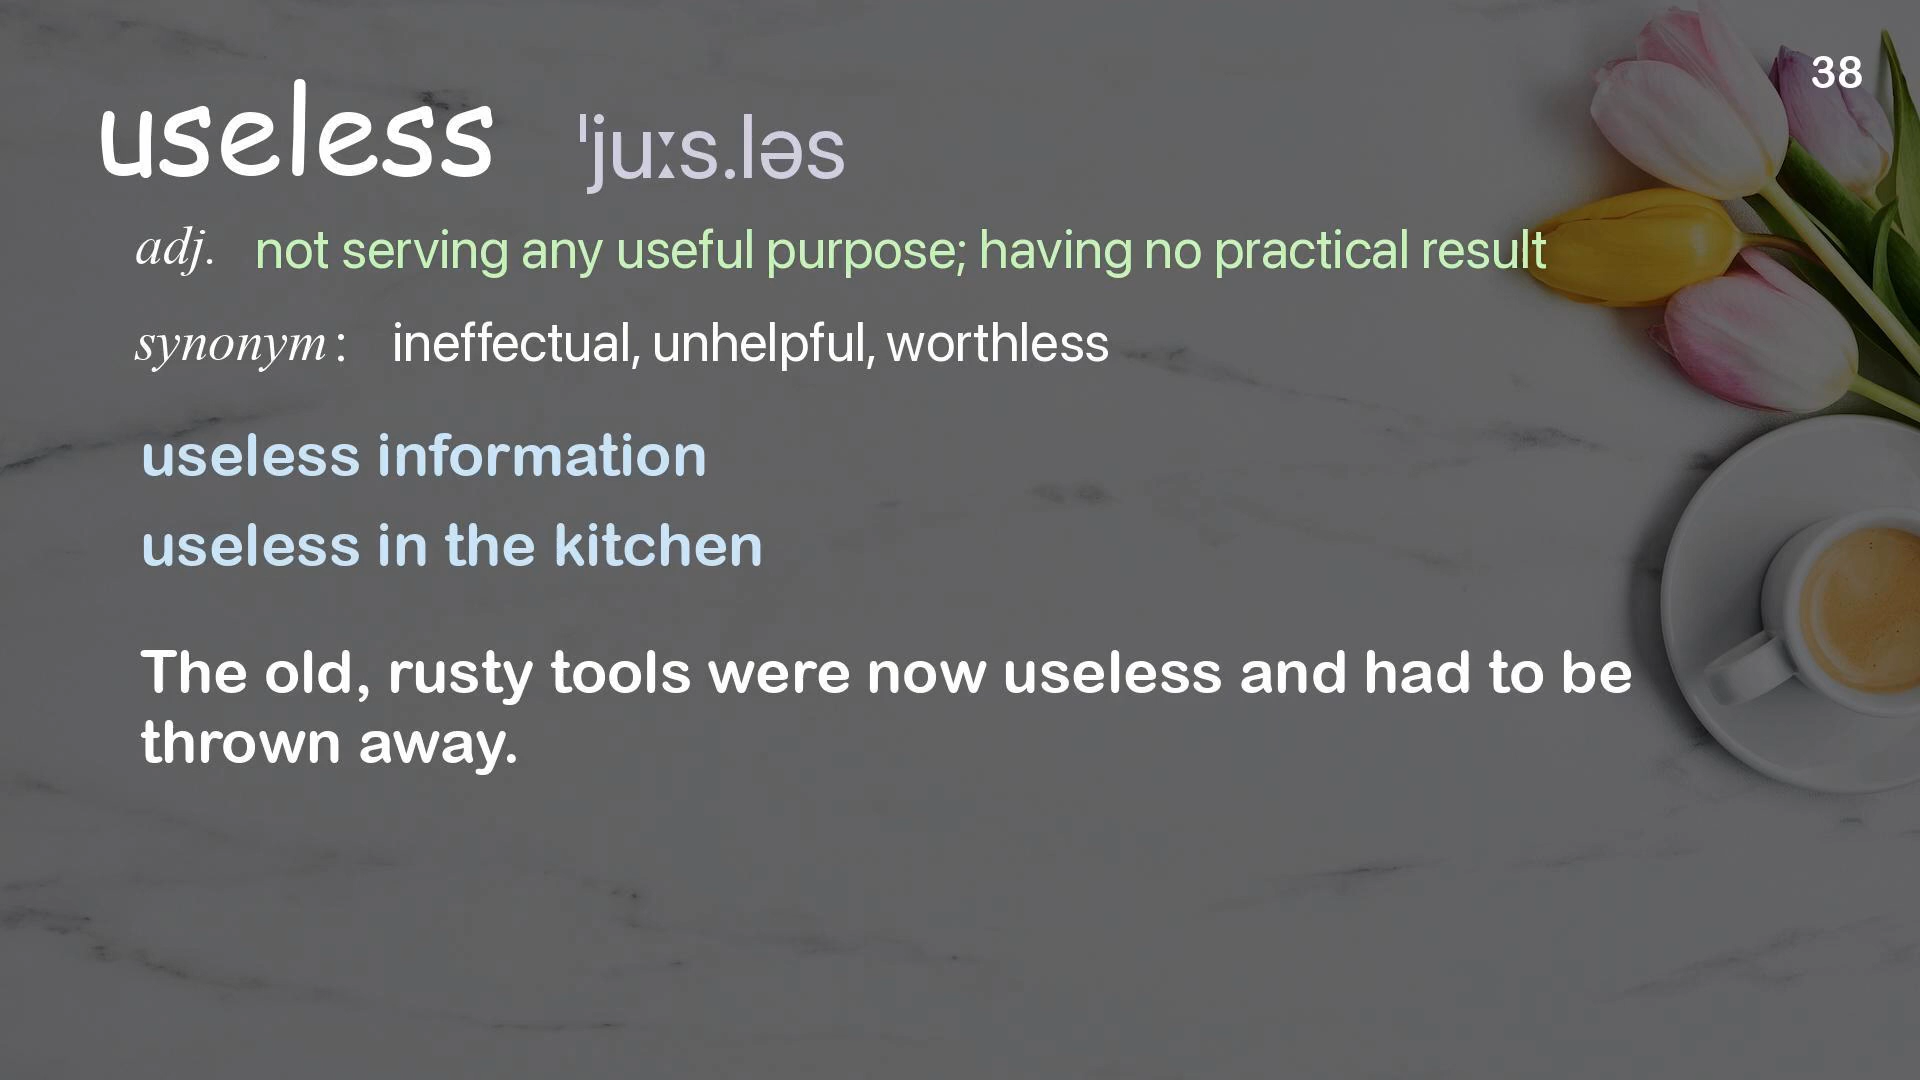 38
useless ˈjuːs.ləs
adj. not serving any useful purpose; having no practical result
synonym : ineffectual, unhelpful, worthless
useless information
useless in the kitchen
The old, rusty tools were now useless and had to be
thrown away.